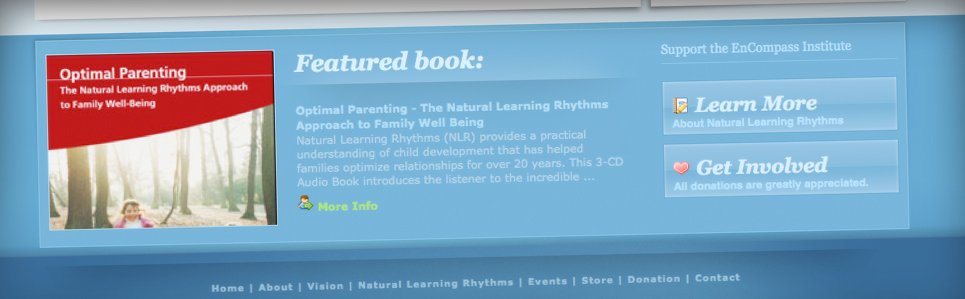 Optimal Parenting
The Natural Learning Rhythms Approach
to Family Well-Being
Featured book:
Optimal Parenting - The Natural Learning Rhythms
Approach to Family Well Being
Natural Learning Rhythms (NLR) provides a practical
understanding of child development that has helped
families optimize relationships for over 20 years. This 3-CD
Audio Book introduces the listener to the incredible ...
More Info
Support the EnCompass Institute
Learn More
About Natural Learning Rhythms
Get Involved
All donations are greatly appreciated.
Home | About | Vision | Natural Learning Rhythms | Events | Store | Donation | Contact